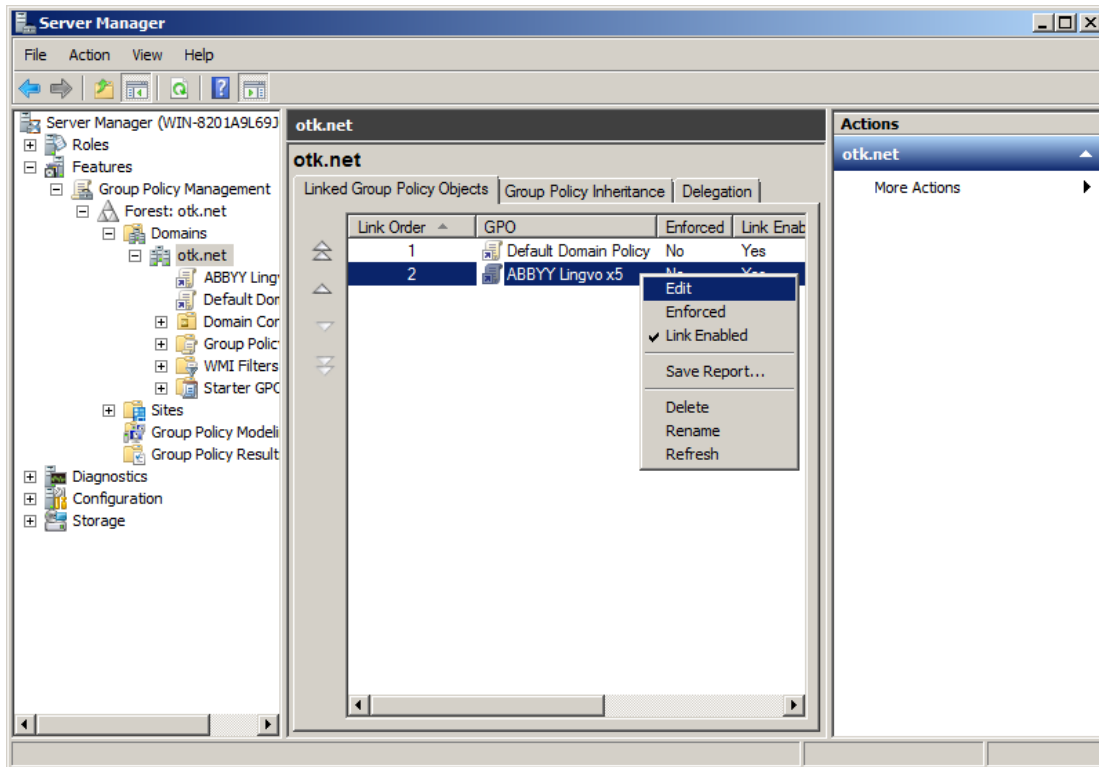 Server Manager
File Action View Help
Server Manager (WIN-8201A9L69J
Roles
Features
Group Policy Management
Forest: otk.net
Domains
otk.net
ABBYY Ling
Default Dor
Domain Cor
Group Polic
WMI Filters
Starter GPO
Sites
Group Policy Modeli
Group Policy Result
Diagnostics
Configuration
Storage
otk.net
otk.net
Linked Group Policy Objects Group Policy Inheritance Delegation
Link Order GPO Enforced Link Enab
1 Default Domain Policy No Yes
2 ABBYY Lingvo x5 No Yes
Edit
Enforced
Link Enabled
Save Report...
Delete
Rename
Refresh
Actions
otk.net
More Actions